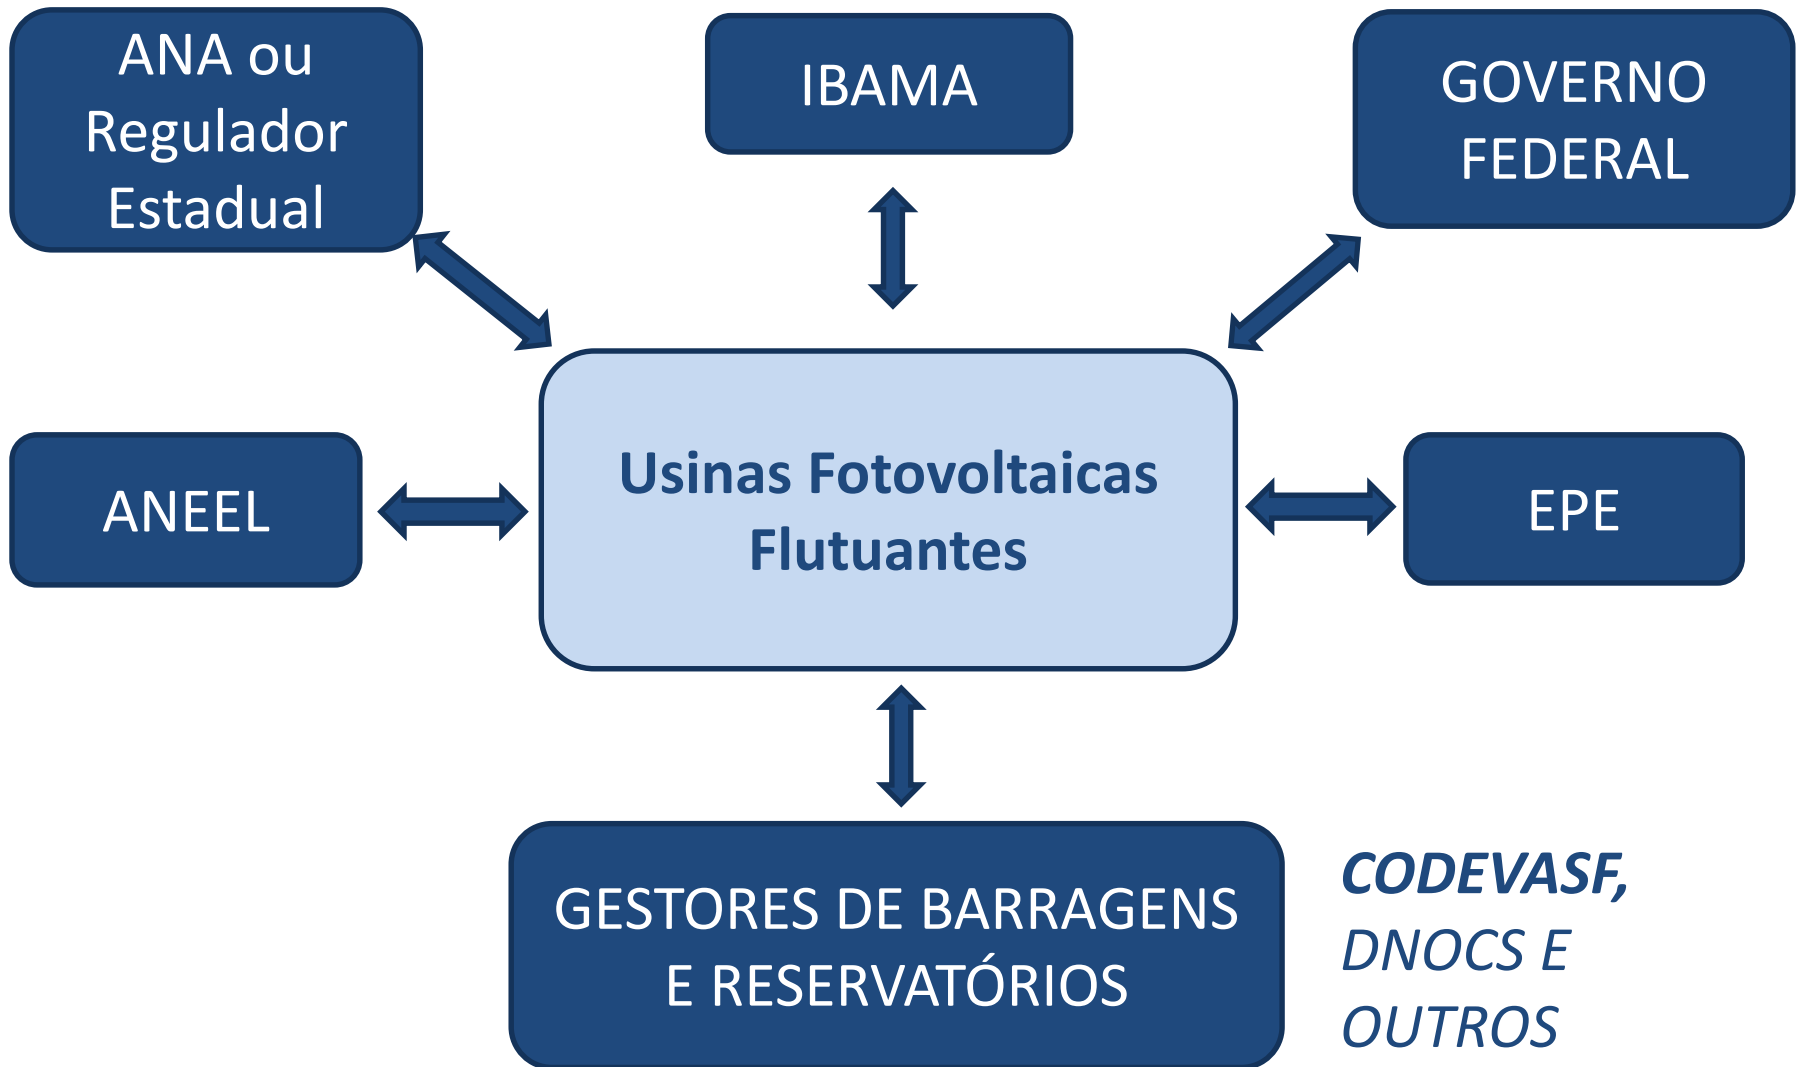 ANA ou
Regulador
Estadual
IBAMA
GOVERNO
FEDERAL
ANEEL
Usinas Fotovoltaicas
Flutuantes
EPE
GESTORES DE BARRAGENS
E RESERVATÓRIOS
CODEVASF,
DNOCS E
OUTROS